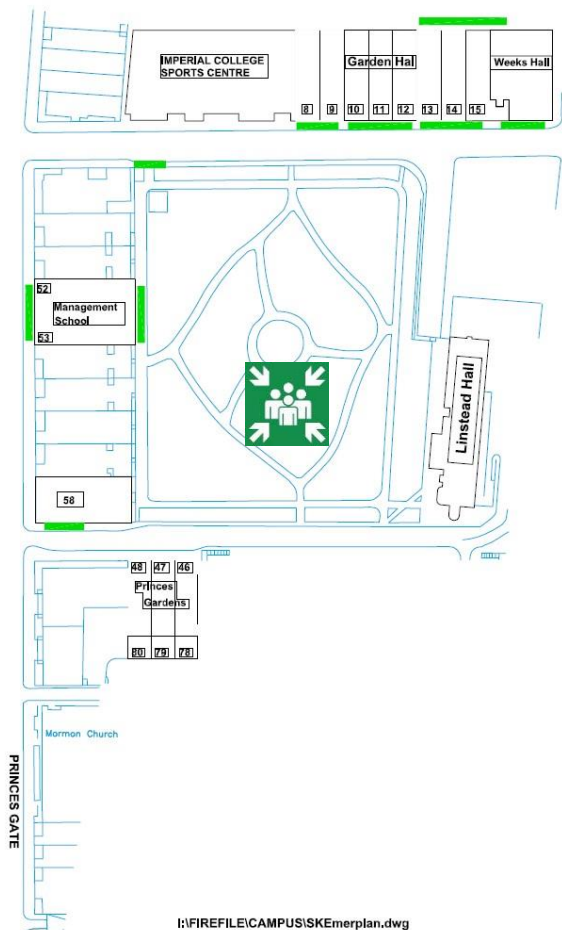 IMPERIAL COLLEGE
SPORTS CENTRE
Garden Hal
Weeks Hall
8
9
10
11
12
13
14
15
52
Management
School
53
Linstead Hall
58
48
47
46
Princes
Gardens
80
79
78
Mormon Church
PRINCES GATE
I:\FIREFILE\CAMPUS\SKEmerplan.dwg